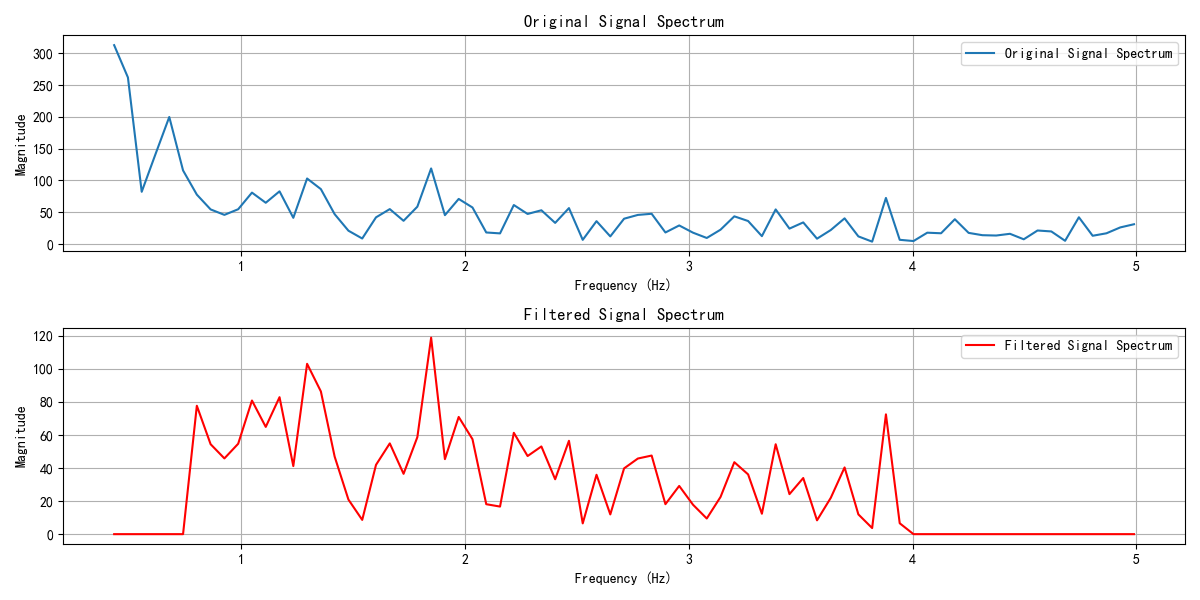 Original Signal Spectrum
300
250
200
150
100
50
0
Magnitude
Original Signal Spectrum
1 2 3 4 5
Frequency (Hz)
Filtered Signal Spectrum
120
100
80
60
40
20
0
Magnitude
Filtered Signal Spectrum
1 2 3 4 5
Frequency (Hz)